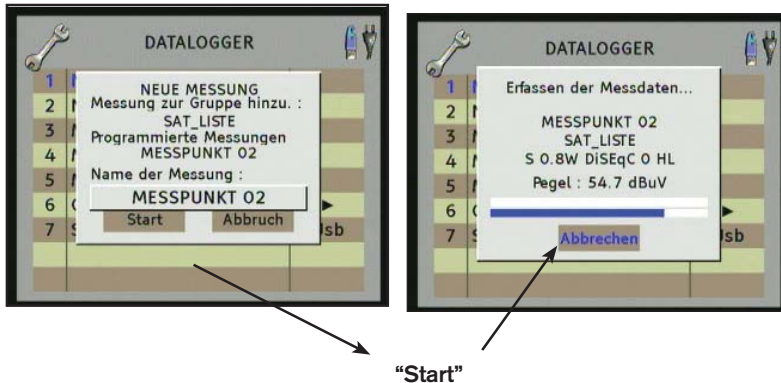 DATALOGGER
1
2
3
4
5
6
7
NEUE MESSUNG
Messung zur Gruppe hinzu. :
SAT_LISTE
Programmierte Messungen
MESSPUNKT 02
Name der Messung :
MESSPUNKT 02
Start Abbruch
DATALOGGER
1
2
3
4
5
6
7
Erfassen der Messdaten...
MESSPUNKT 02
SAT_LISTE
S 0.8W DiSEqC 0 HL
Pegel : 54.7 dBuV
Abbrechen
“Start”